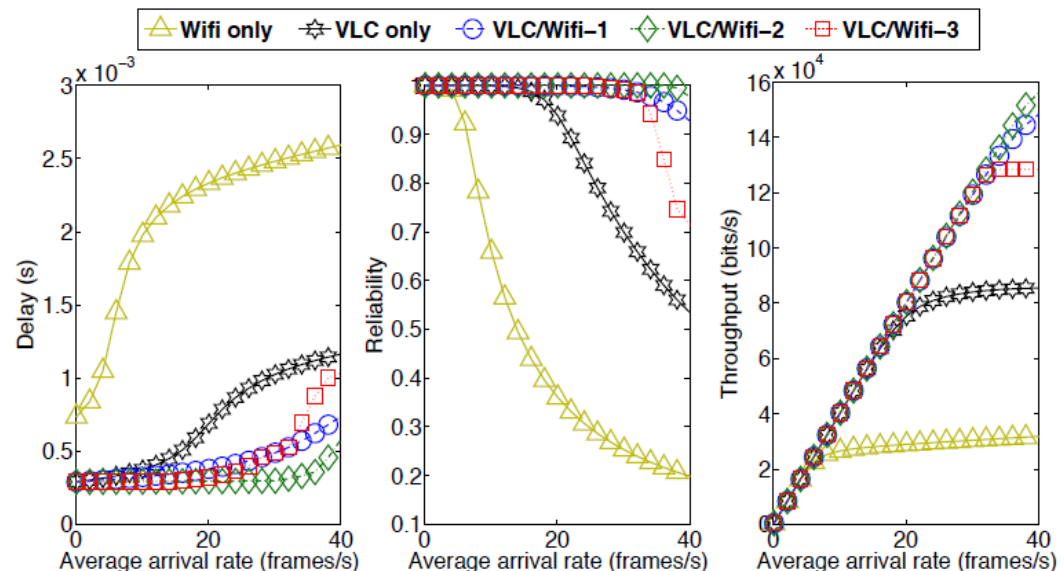 Wifi only VLC only VLC/Wifi−1 VLC/Wifi−2 VLC/Wifi−3
3 x 10⁻³
2.5
2
1.5
1
0.5
0
Delay (s)
0 20 40
Average arrival rate (frames/s)
0.9
0.8
0.7
0.6
0.5
0.4
0.3
0.2
0.1
Reliability
0 20 40
Average arrival rate (frames/s)
16 x 10⁴
14
12
10
8
6
4
2
0
Throughput (bits/s)
0 20 40
Average arrival rate (frames/s)